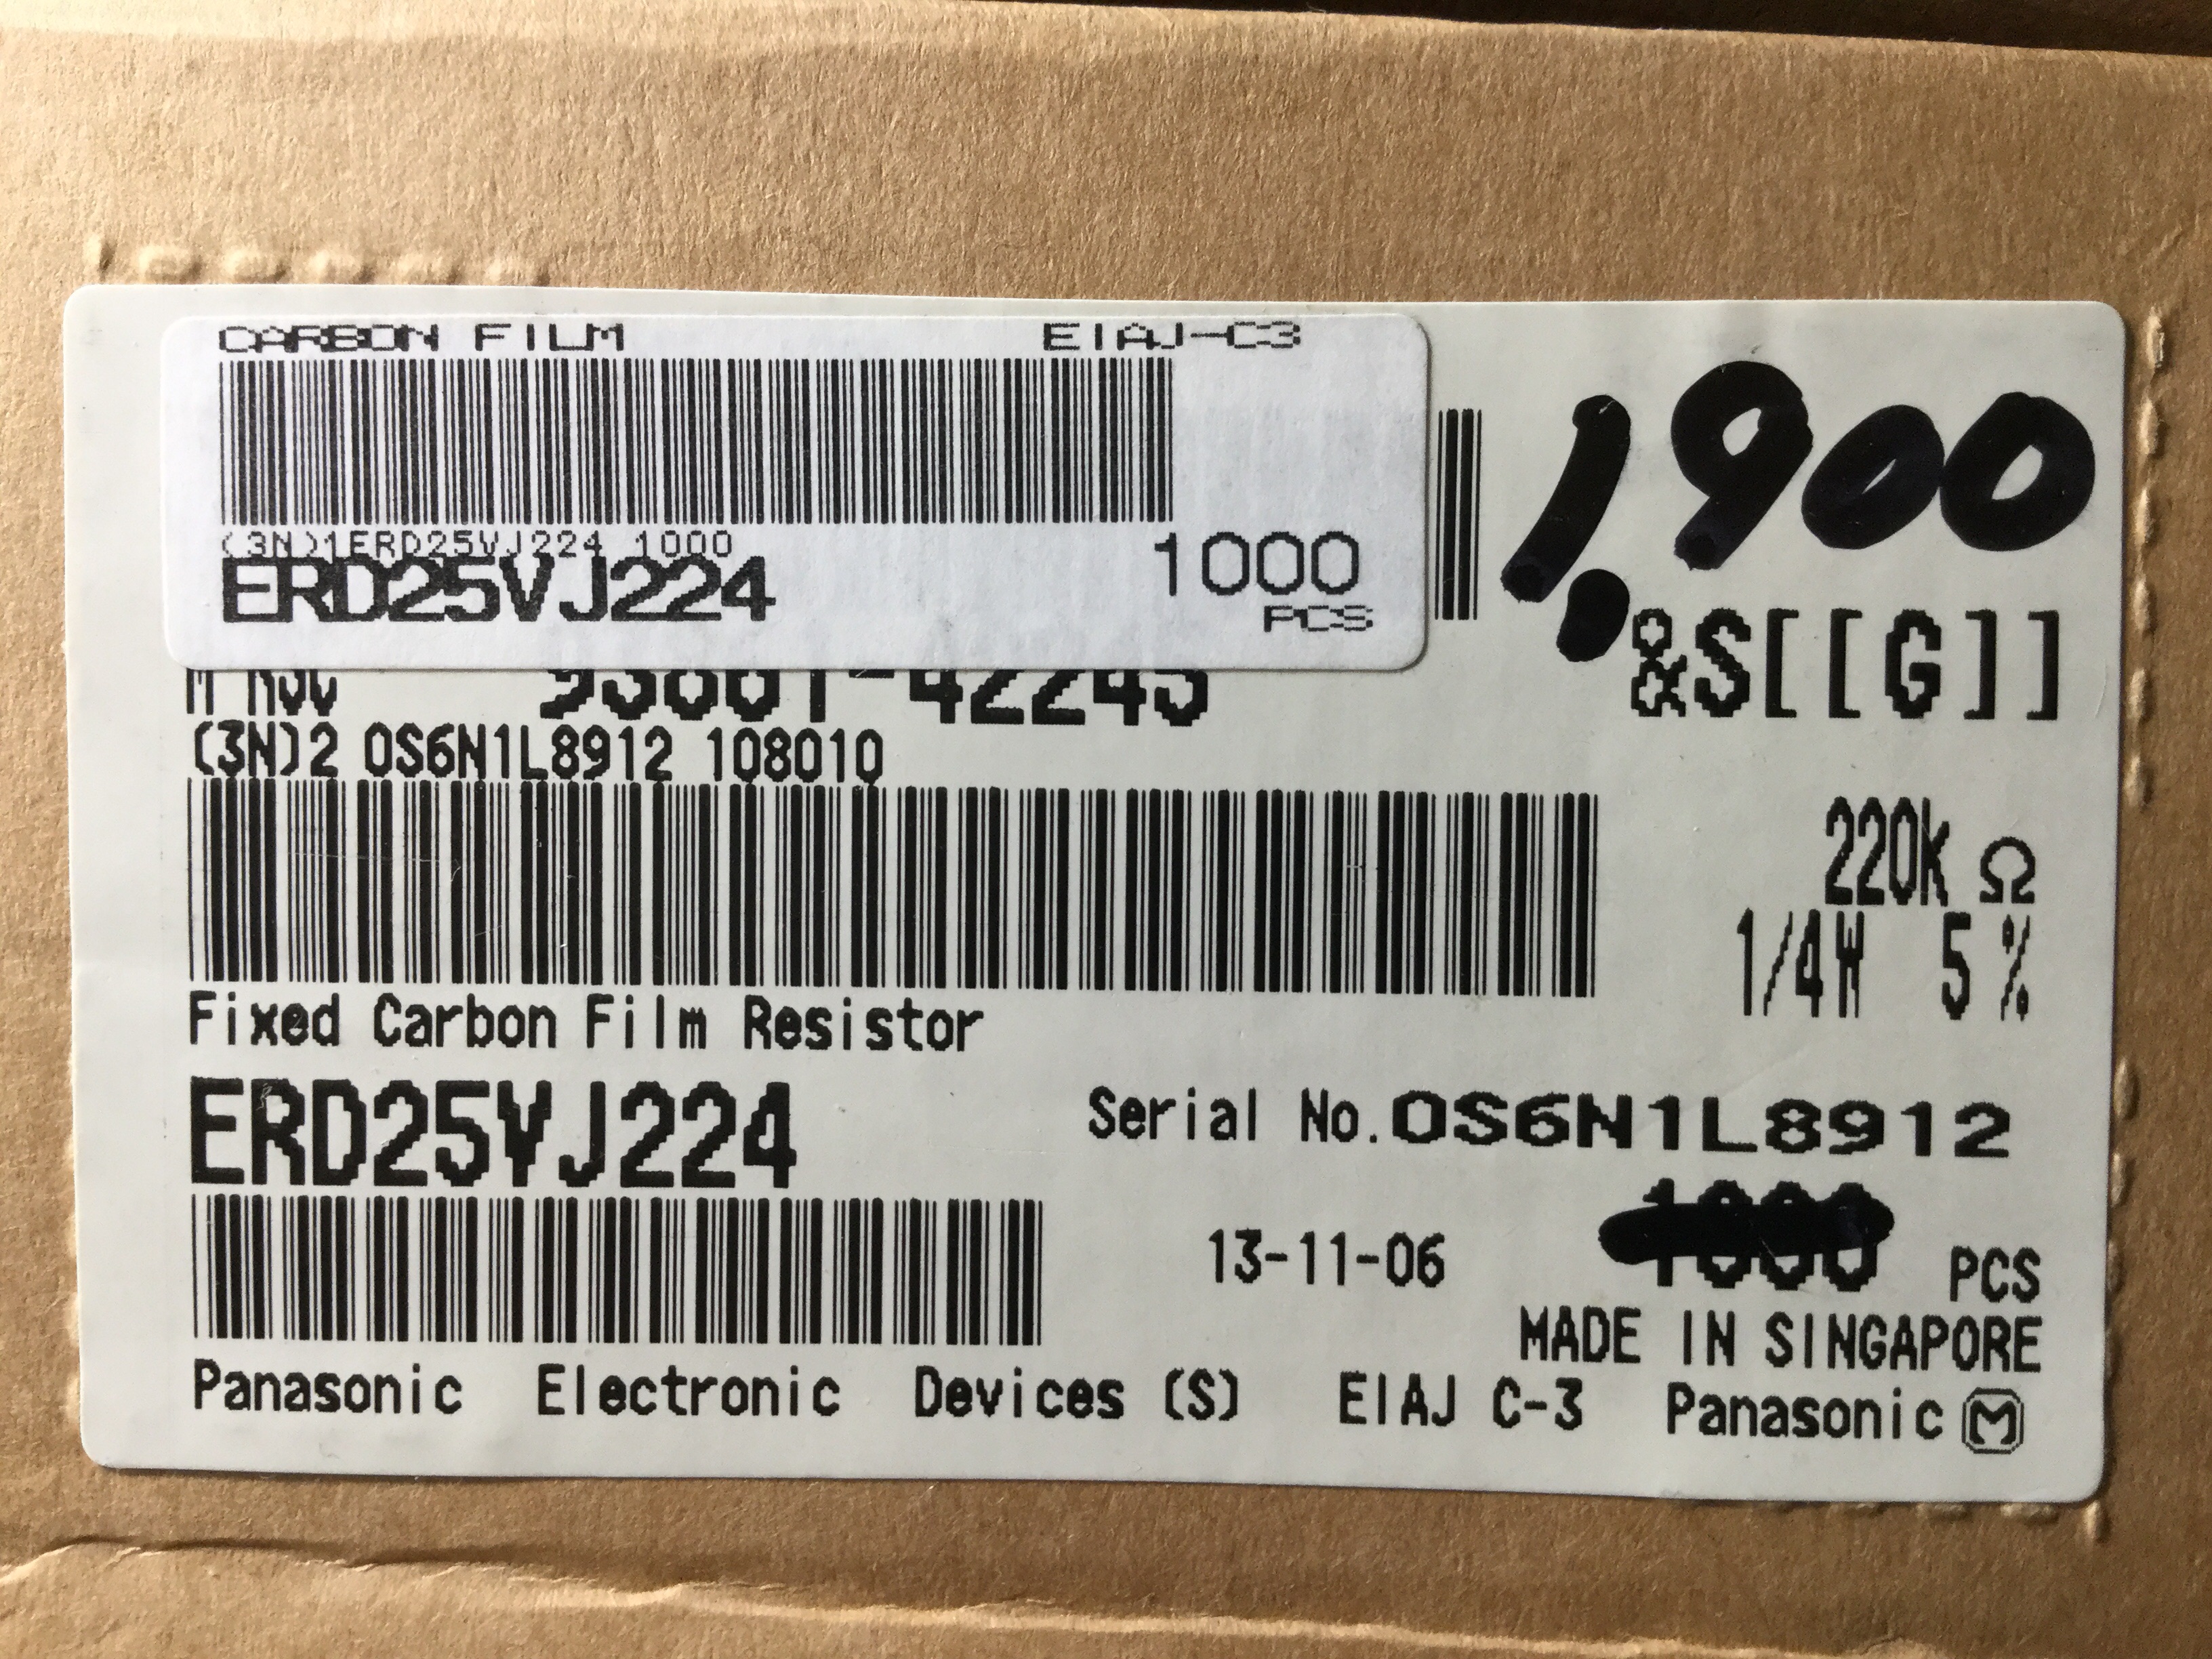 CARBON FILM EIAJ-C3
(3N)1ERD25VJ224 1000
ERD25VJ224 1000
PCS
1,900
&S[[G]]
(3N)2 0S6N1L8912 108010
220K Ω
1/4W 5%
Fixed Carbon Film Resistor
ERD25VJ224 Serial No.0S6N1L8912
13-11-06 1000 PCS
MADE IN SINGAPORE
Panasonic Electronic Devices (S) EIAJ C-3 Panasonic M